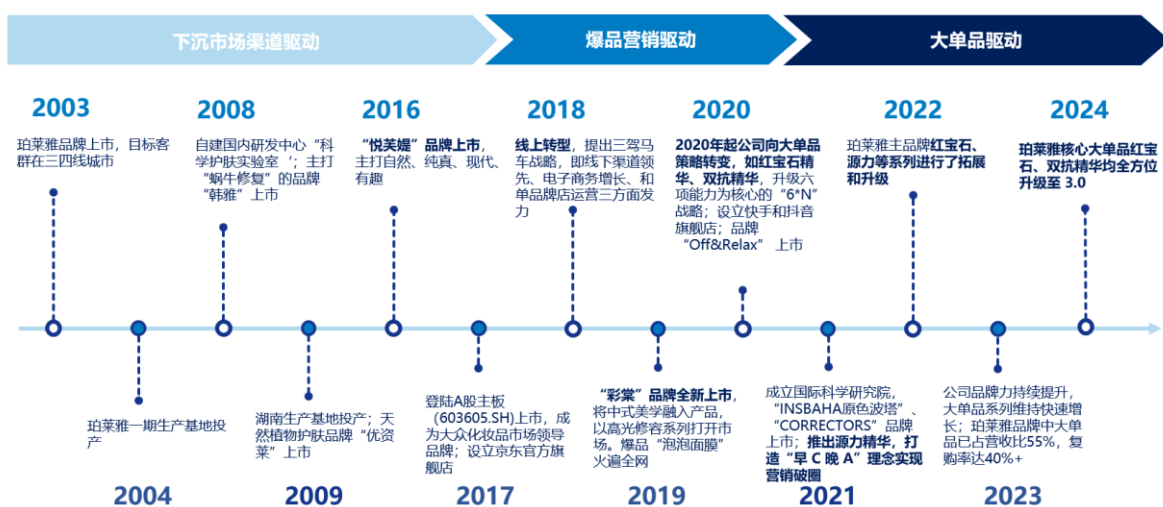 下沉市场渠道驱动
爆品营销驱动
大单品驱动
2003
珀莱雅品牌上市，目标客
群在三四线城市
2008
自建国内研发中心“科
学护肤实验室‘；主打
“蜗牛修复”的品牌
“韩雅”上市
2016
“悦芙媞”品牌上市，
主打自然、纯真、现代、
有趣
2018
线上转型，提出三驾马
车战略，即线下渠道领
先、电子商务增长、和
单品牌店运营三方面发
力
2020
2020年起公司向大单品
策略转变，如红宝石精
华、双抗精华，升级六
项能力为核心的“6*N”
战略；设立快手和抖音
旗舰店；品牌
“Off&Relax” 上市
2022
珀莱雅主品牌红宝石、
源力等系列进行了拓展
和升级
2024
珀莱雅核心大单品红宝
石、双抗精华均全方位
升级至 3.0
珀莱雅一期生产基地投
产
2004
湖南生产基地投产；天
然植物护肤品牌“优资
莱”上市
2009
登陆A股主板
（603605.SH)上市，成
为大众化妆品市场领导
品牌；设立京东官方旗
舰店
2017
“彩棠”品牌全新上市，
将中式美学融入产品，
以高光修容系列打开市
场。爆品“泡泡面膜”
火遍全网
2019
成立国际科学研究院，
“INSBAHA原色波塔”、
“CORRECTORS”品牌
上市；推出源力精华，打
造“早 C 晚 A”理念实现
营销破圈
2021
公司品牌力持续提升，
大单品系列维持快速增
长；珀莱雅品牌中大单
品已占营收比55%，复
购率达40%+
2023